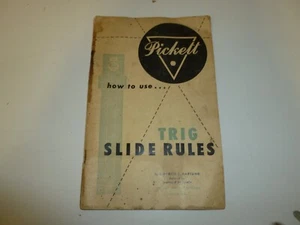 Pickett
how to use....
TRIG
SLIDE RULES